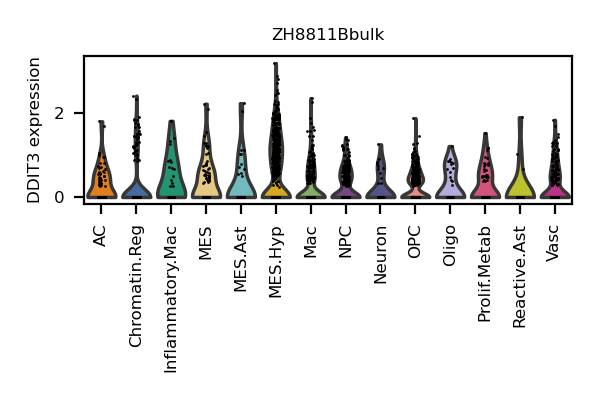 ZH8811Bbulk
DDIT3 expression
2
0
AC
Chromatin.Reg
Inflammatory.Mac
MES
MES.Ast
MES.Hyp
Mac
NPC
Neuron
OPC
Oligo
Prolif.Metab
Reactive.Ast
Vasc